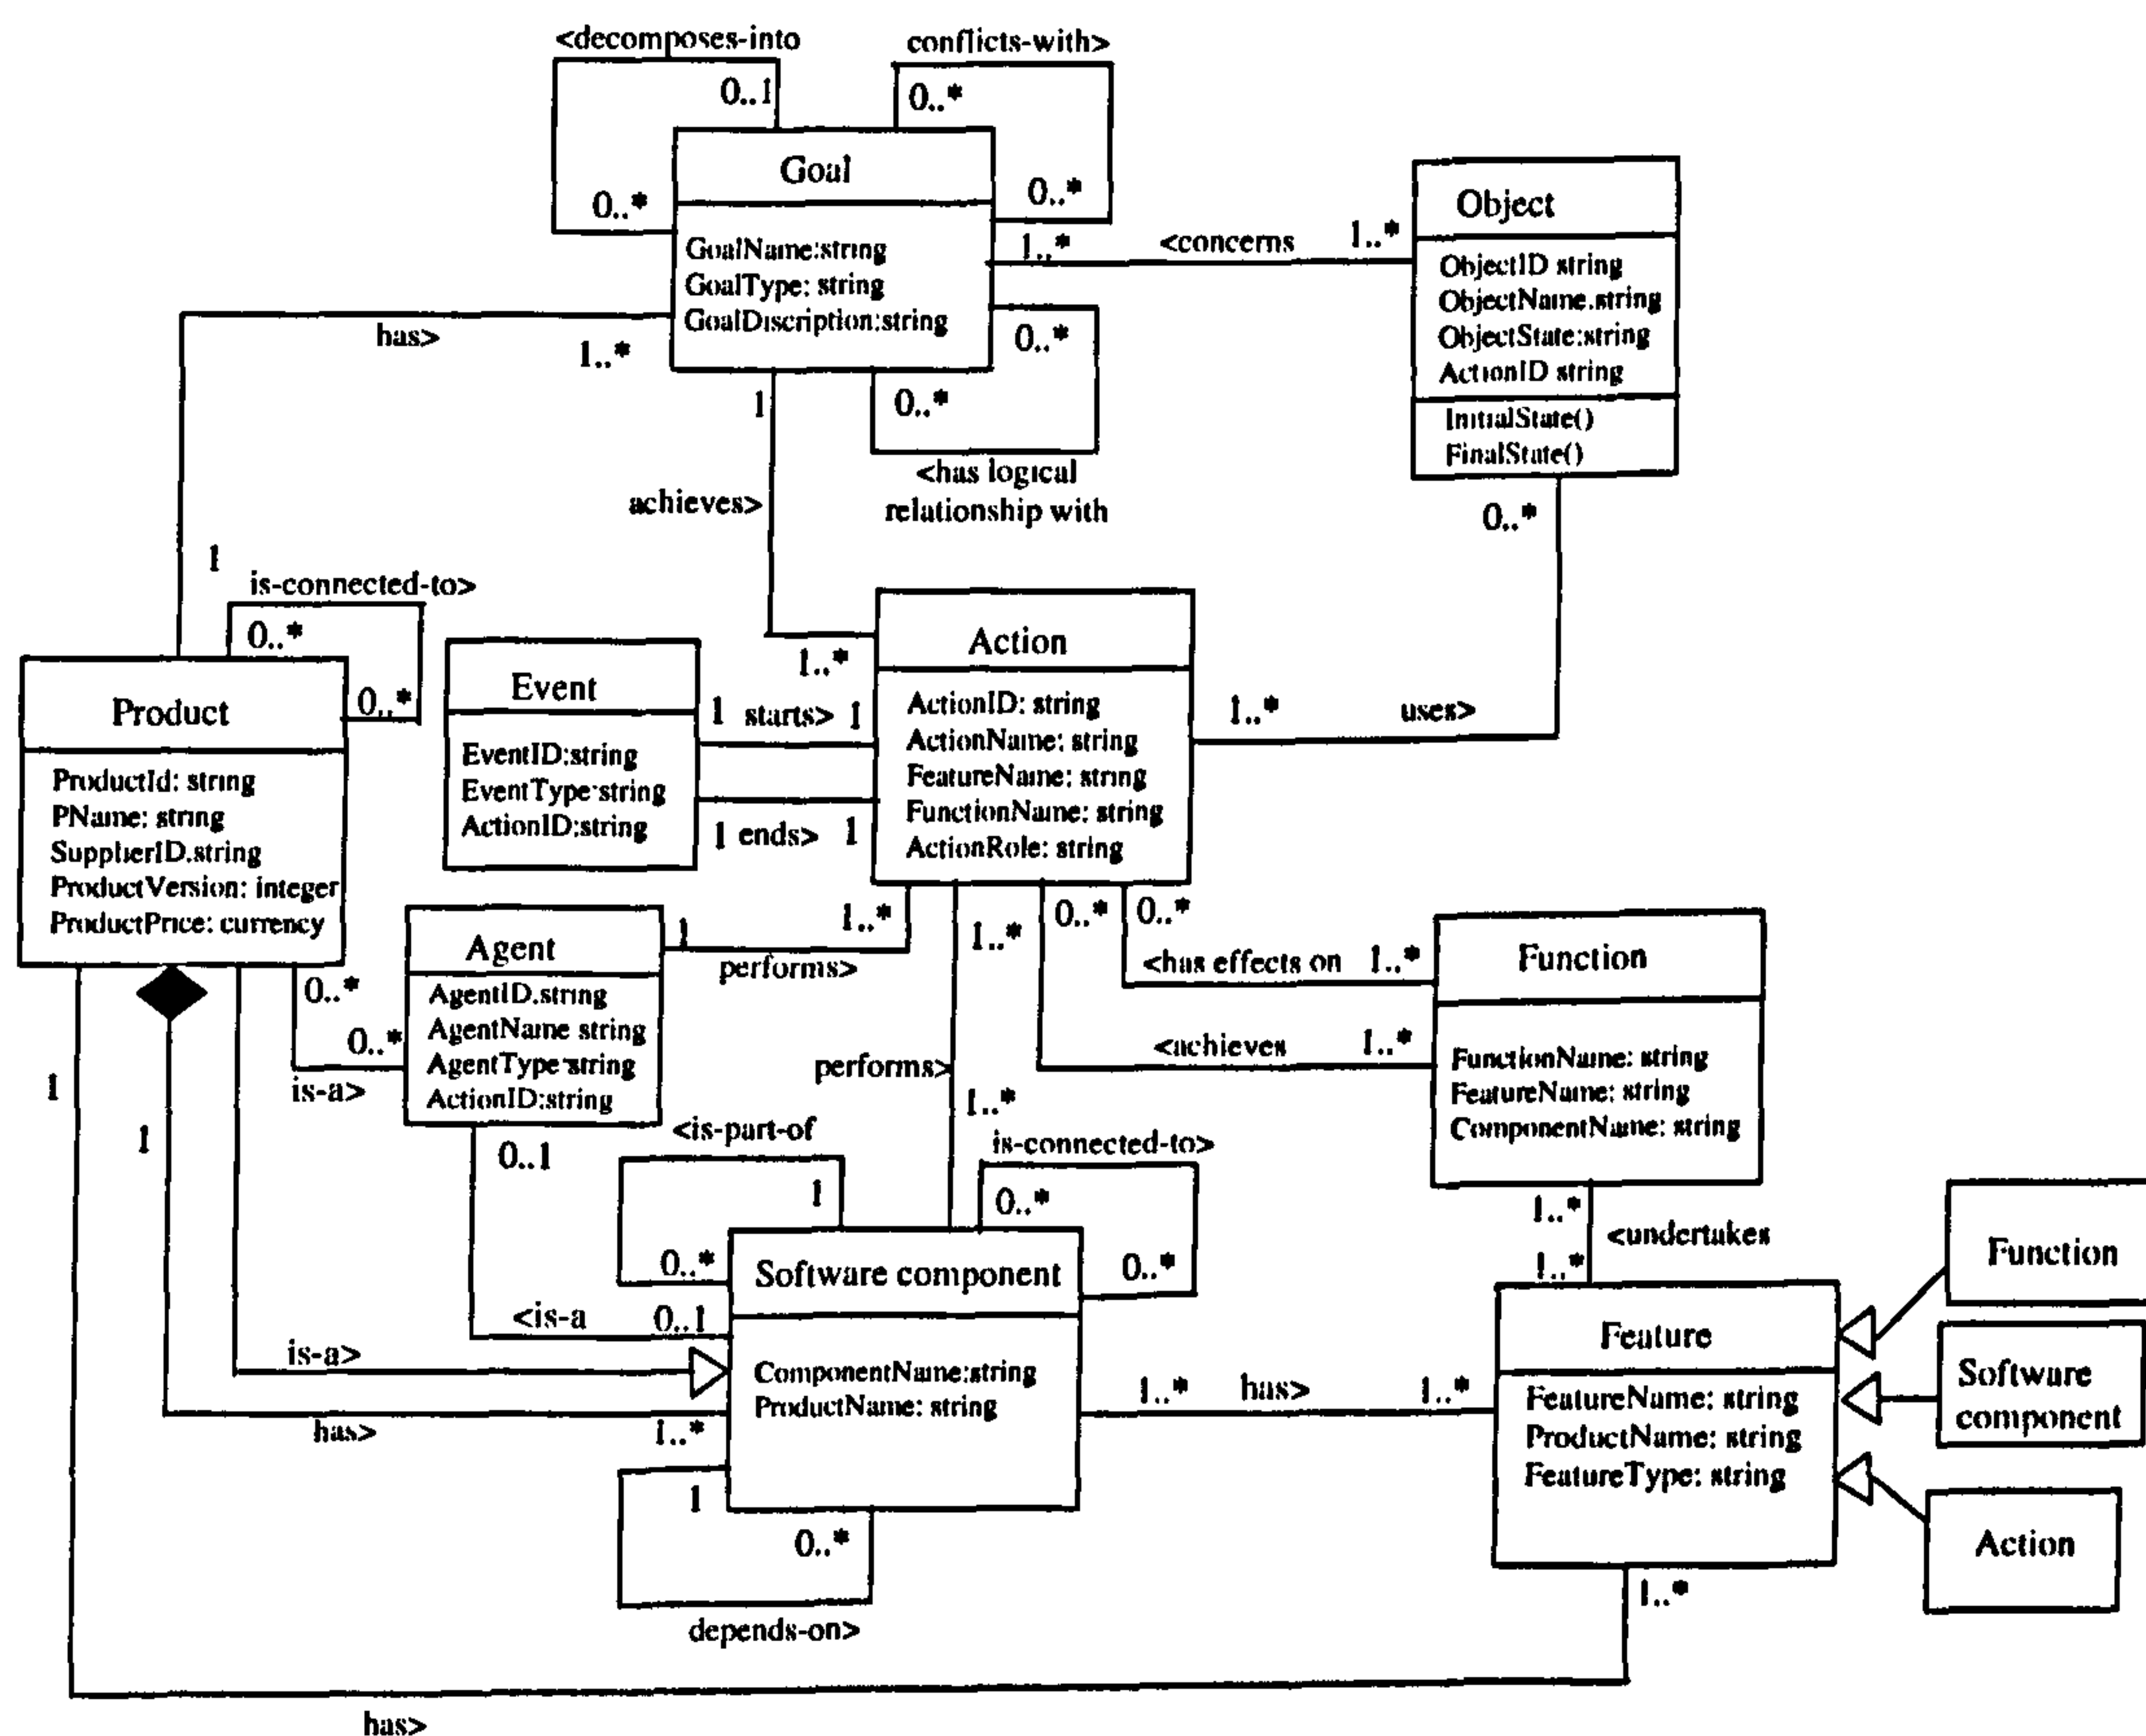 <decomposes-into
conflicts-with>
0..1
0..*
0..*
0..*
Goal
GoalName:string
GoalType: string
GoalDiscription:string
1..*
<concerns
1..*
Object
ObjectID string
ObjectName.string
ObjectState:string
ActionID string
InitialState()
FinalState()
has>
1..*
0..*
0..*
<has logical
relationship with
1
achieves>
0..*
1
is-connected-to>
0..*
0..*
Product
ProductId: string
PName: string
SupplierID.string
ProductVersion: integer
ProductPrice: currency
Event
EventID:string
EventType:string
ActionID:string
1 starts> 1
1 ends> 1
1..*
Action
ActionID: string
ActionName: string
FeatureName: string
FunctionName: string
ActionRole: string
1..*
uses>
0..*
0..*
is-a>
Agent
AgentID.string
AgentName string
AgentType:string
ActionID:string
1
performs>
1..*
1..*
0..*
0..*
<has effects on 1..*
<achieves
1..*
Function
FunctionName: string
FeatureName: string
ComponentName: string
performs>
1..*
1
1
0..1
<is-part-of
1
0..*
is-connected-to>
0..*
0..*
Software component
ComponentName:string
ProductName: string
<is-a
0..1
is-a>
has>
1..*
1
0..*
depends-on>
1..*
has>
1..*
1..*
<undertakes
1..*
Feature
FeatureName: string
ProductName: string
FeatureType: string
Function
Software
component
Action
1..*
has>